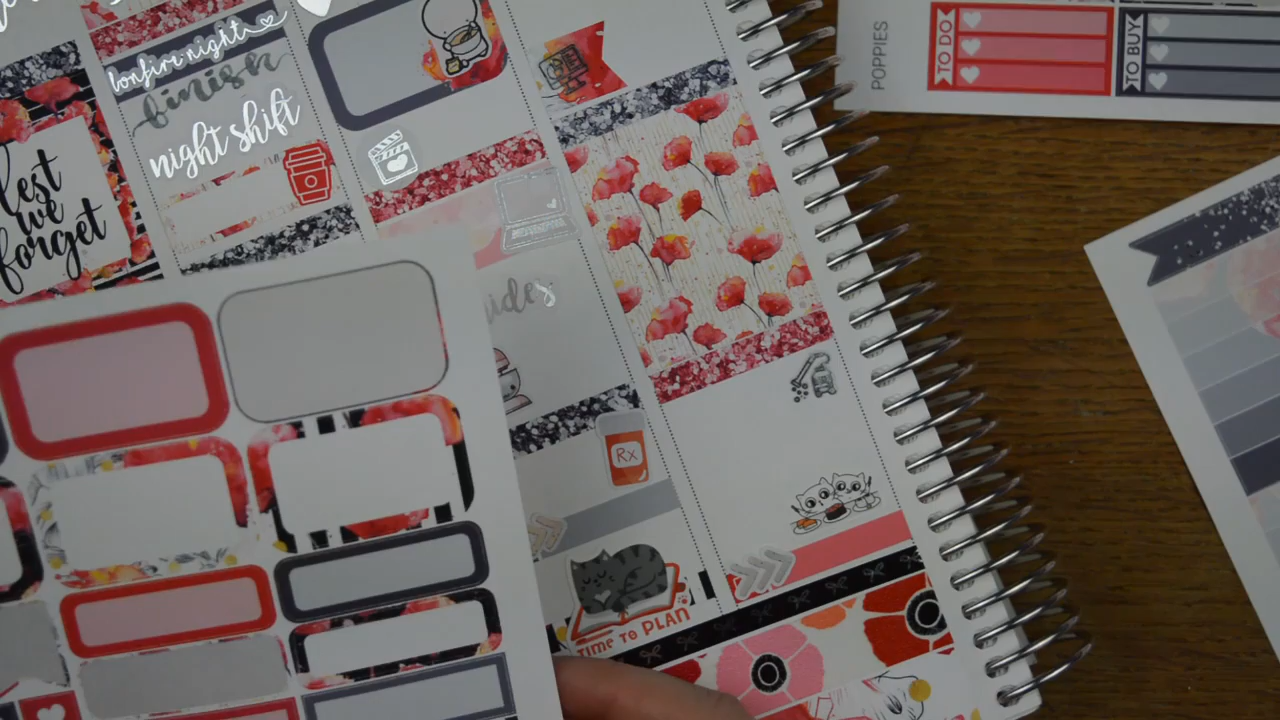 bonfire night
finish
night shift
lest
we
forget
Rx
TIME TO PLAN
POPPIES
TO DO
TO BUY